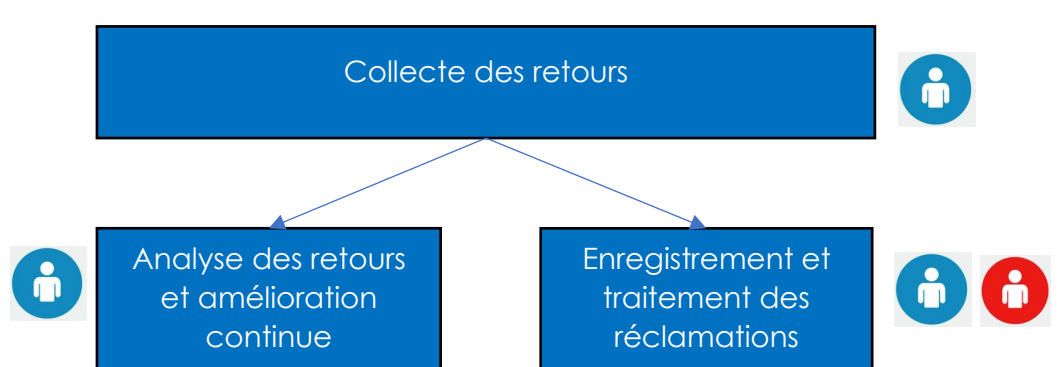 Collecte des retours
Analyse des retours
et amélioration
continue
Enregistrement et
traitement des
réclamations